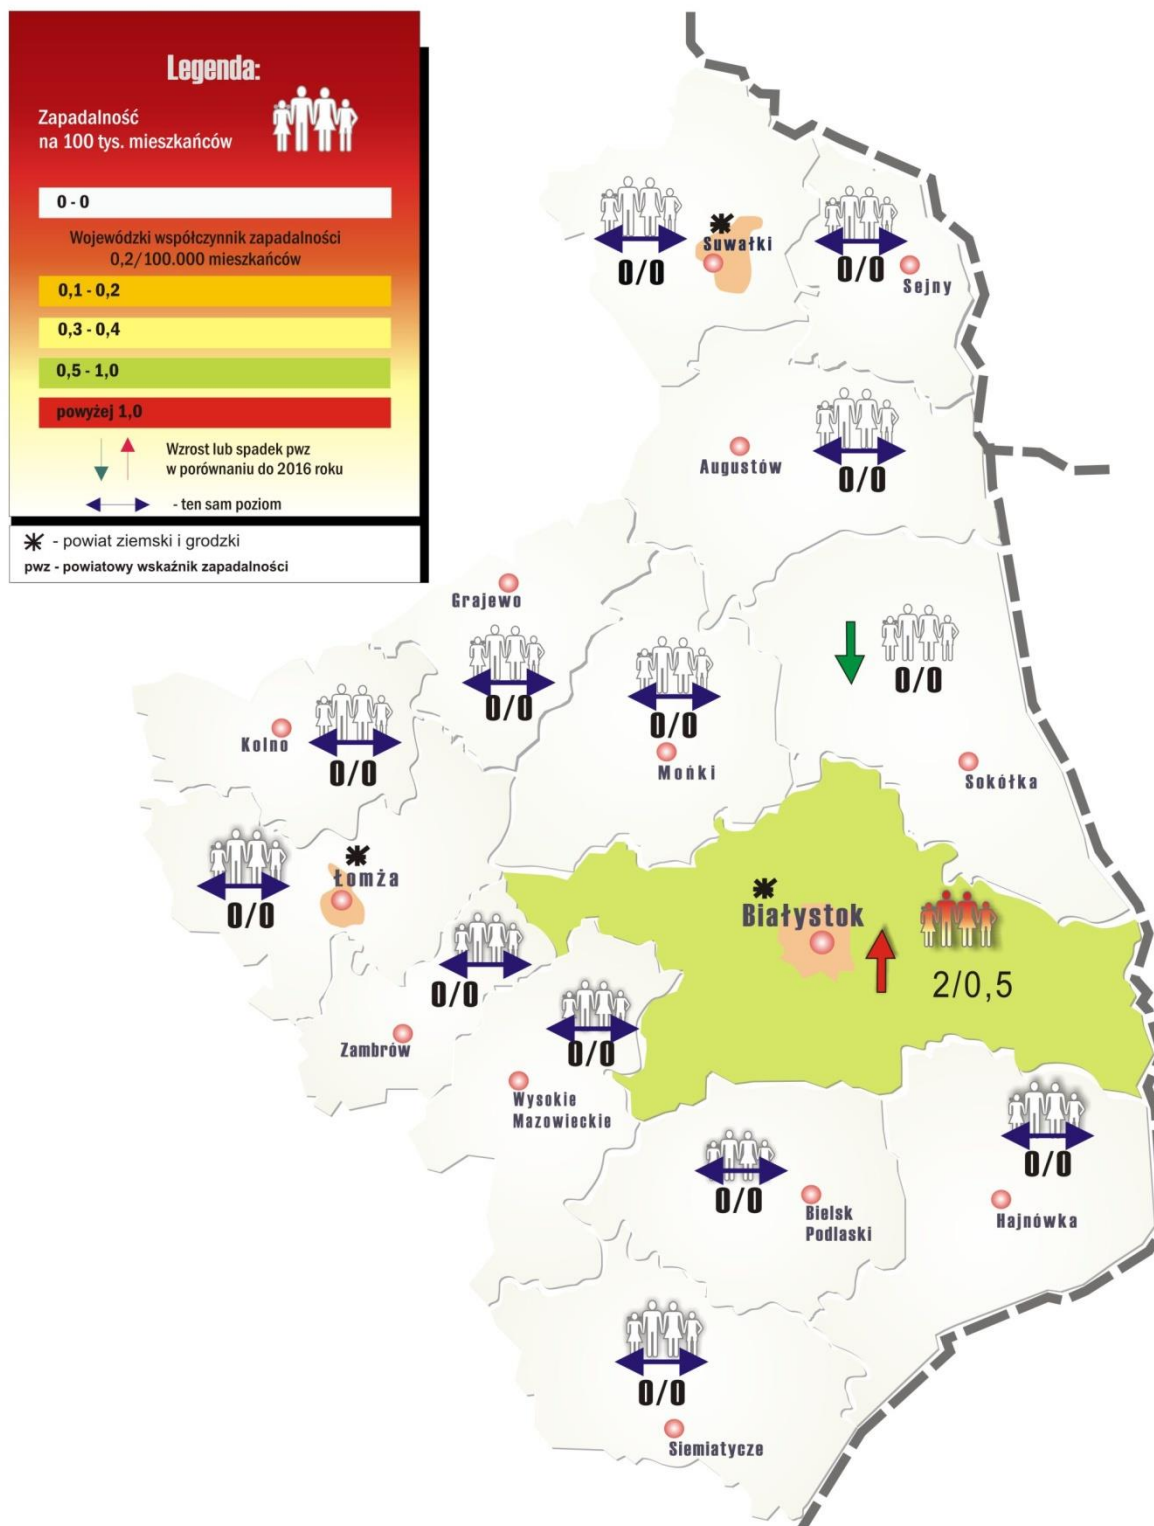 Legenda:
Zapadalność
na 100 tys. mieszkańców
0 - 0
Wojewódzki współczynnik zapadalności
0,2/100.000 mieszkańców
0,1 - 0,2
0,3 - 0,4
0,5 - 1,0
powyżej 1,0
Wzrost lub spadek pwz
w porównaniu do 2016 roku
- ten sam poziom
- powiat ziemski i grodzki
pwz - powiatowy wskaźnik zapadalności
Suwałki
0/0
Sejny
0/0
Augustów
0/0
Grajewo
0/0
Mońki
0/0
Sokółka
0/0
Kolno
0/0
Łomża
0/0
Białystok
2/0,5
Zambrów
0/0
Wysokie
Mazowieckie
0/0
Bielsk
Podlaski
0/0
Hajnówka
0/0
Siemiatycze
0/0